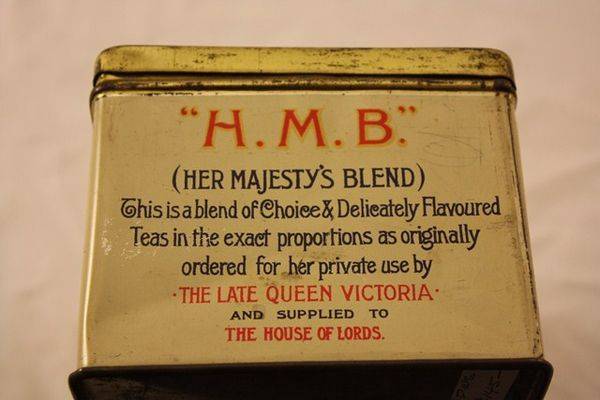 "H.M.B."
(HER MAJESTY'S BLEND)
This is a blend of Choice & Delicately Flavoured
Teas in the exact proportions as originally
ordered for her private use by
·THE LATE QUEEN VICTORIA·
AND SUPPLIED TO
THE HOUSE OF LORDS.